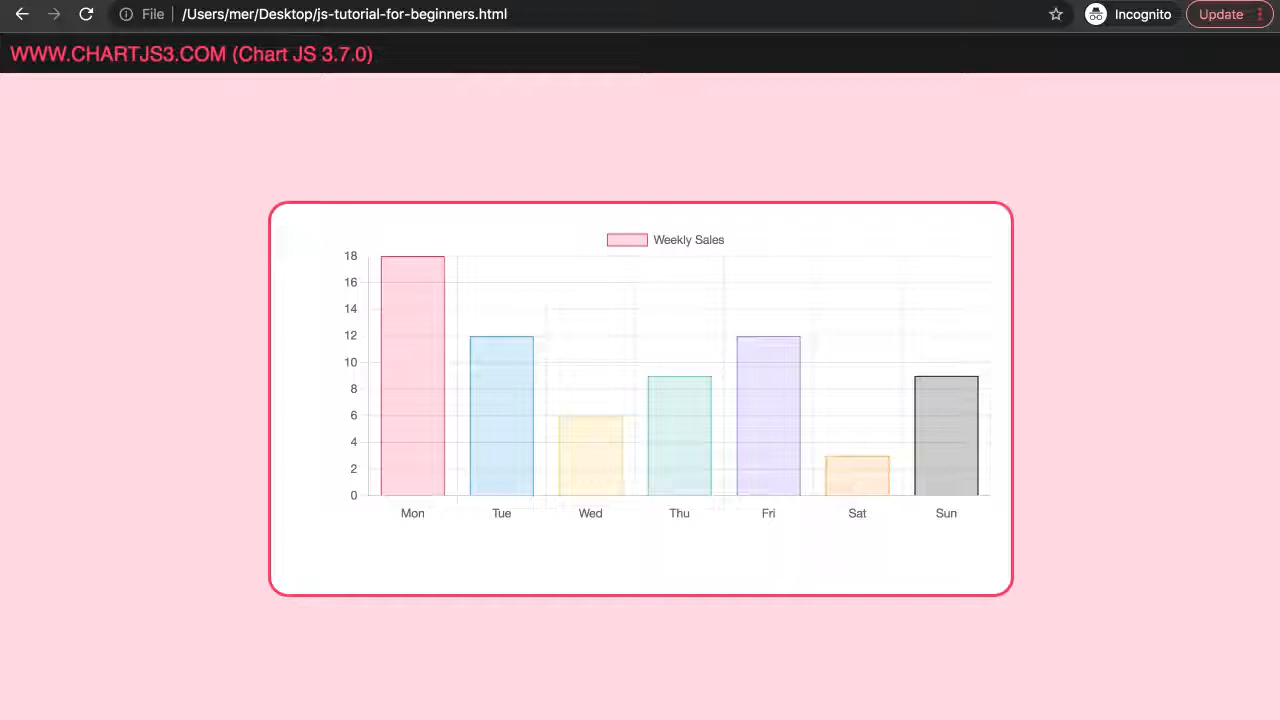 File | /Users/mer/Desktop/js-tutorial-for-beginners.html Incognito Update
WWW.CHARTJS3.COM (Chart JS 3.7.0)
Weekly Sales
18
16
14
12
10
8
6
4
2
0
Mon Tue Wed Thu Fri Sat Sun